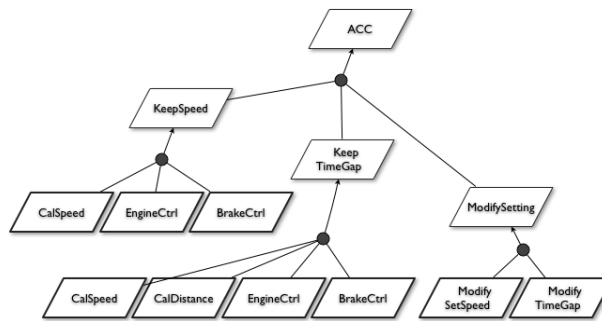 ACC
KeepSpeed
Keep
TimeGap
CalSpeed
EngineCtrl
BrakeCtrl
ModifySetting
CalSpeed
CalDistance
EngineCtrl
BrakeCtrl
Modify
SetSpeed
Modify
TimeGap